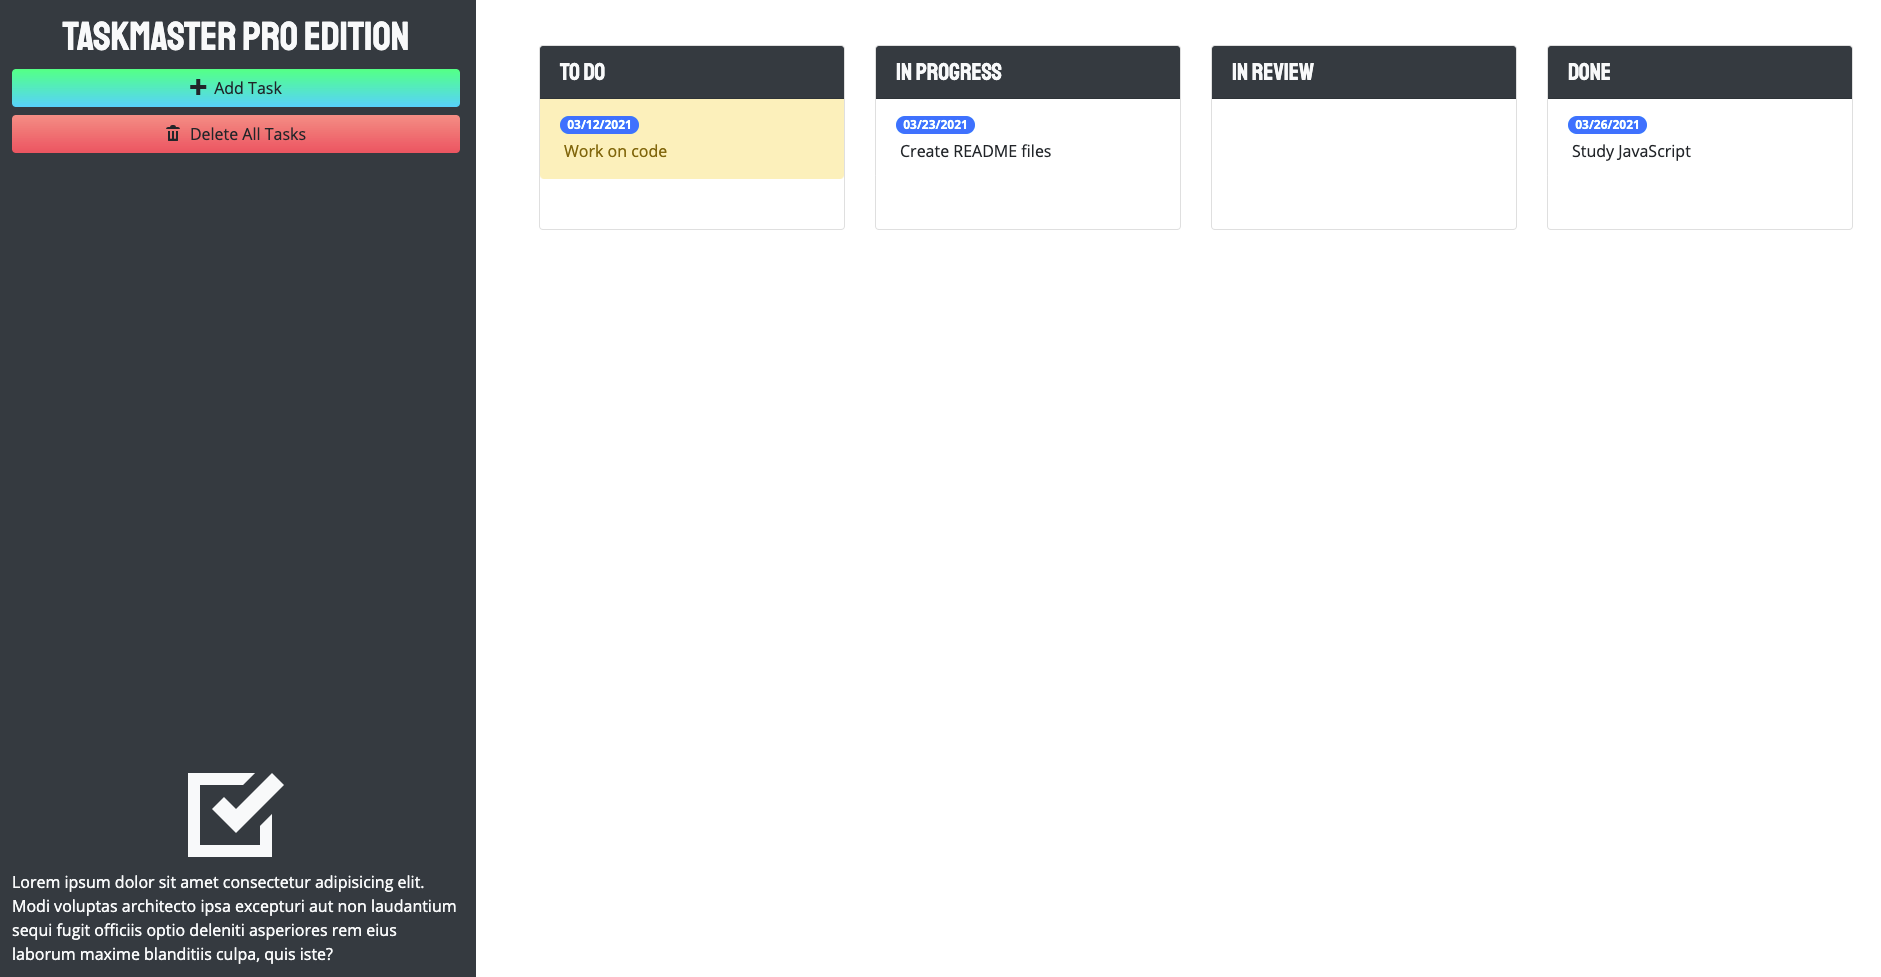 TASKMASTER PRO EDITION
Add Task
Delete All Tasks
Lorem ipsum dolor sit amet consectetur adipisicing elit.
Modi voluptas architecto ipsa excepturi aut non laudantium
sequi fugit officiis optio deleniti asperiores rem eius
laborum maxime blanditiis culpa, quis iste?
TO DO
03/12/2021
Work on code
IN PROGRESS
03/23/2021
Create README files
IN REVIEW
DONE
03/26/2021
Study JavaScript